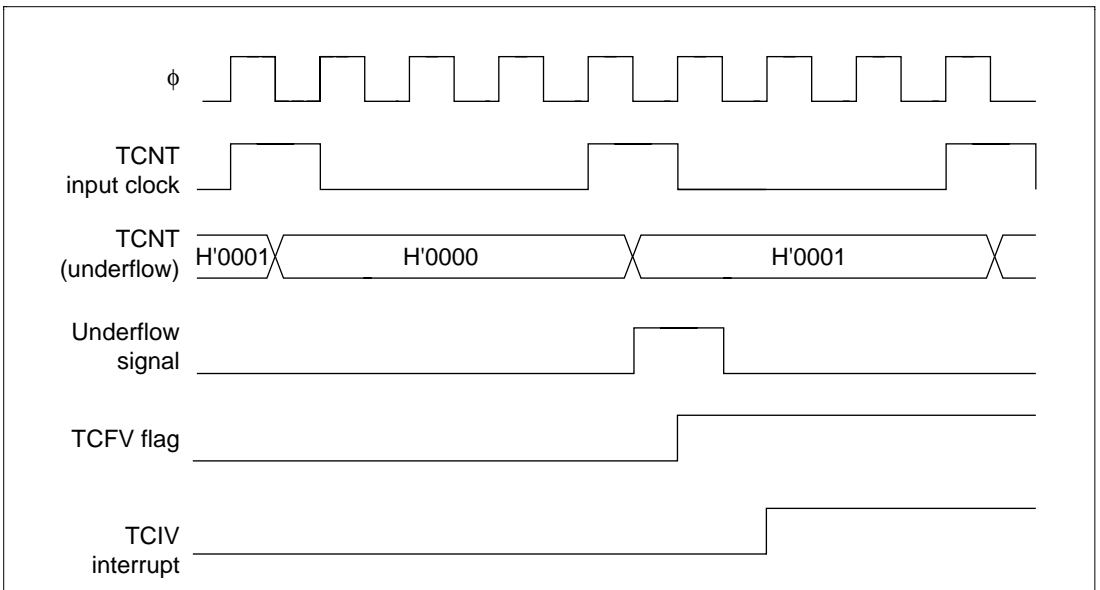 ϕ
TCNT
input clock
TCNT
(underflow)
H'0001
H'0000
H'0001
Underflow
signal
TCFV flag
TCIV
interrupt